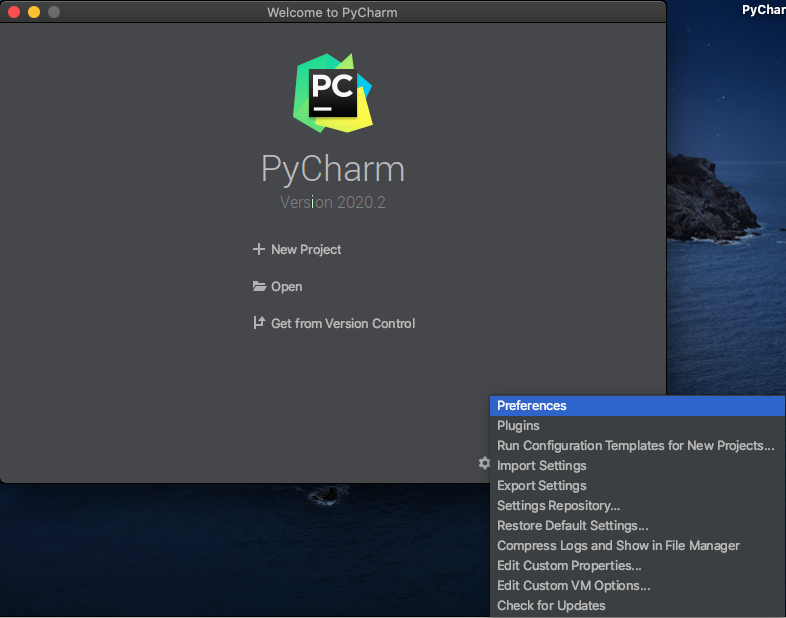 Welcome to PyCharm
PC
PyCharm
Version 2020.2
New Project
Open
Get from Version Control
Preferences
Plugins
Run Configuration Templates for New Projects...
Import Settings
Export Settings
Settings Repository...
Restore Default Settings...
Compress Logs and Show in File Manager
Edit Custom Properties...
Edit Custom VM Options...
Check for Updates